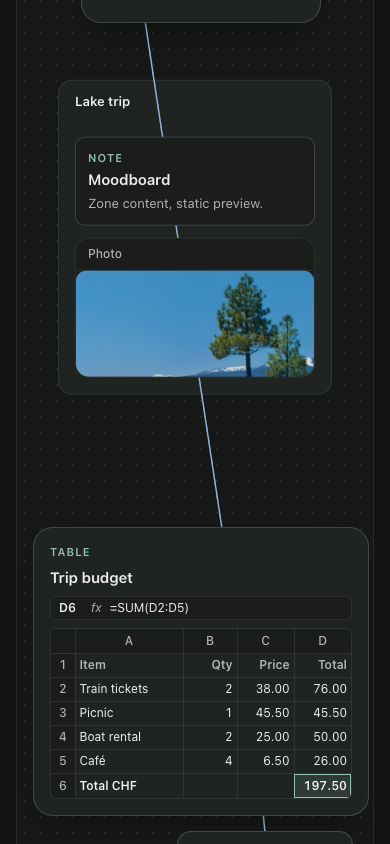 Lake trip
NOTE
Moodboard
Zone content, static preview.
Photo
TABLE
Trip budget
D6 fx =SUM(D2:D5)
A B C D
1 Item Qty Price Total
2 Train tickets 2 38.00 76.00
3 Picnic 1 45.50 45.50
4 Boat rental 2 25.00 50.00
5 Café 4 6.50 26.00
6 Total CHF 197.50